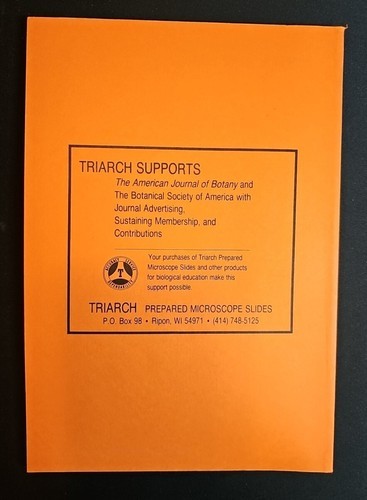 TRIARCH SUPPORTS
The American Journal of Botany and
The Botanical Society of America with
Journal Advertising,
Sustaining Membership, and
Contributions
Your purchases of Triarch Prepared
Microscope Slides and other products
for biological education make this
support possible.
T
TRIARCH PREPARED MICROSCOPE SLIDES
P.O. Box 98 • Ripon, WI 54971 • (414) 748-5125